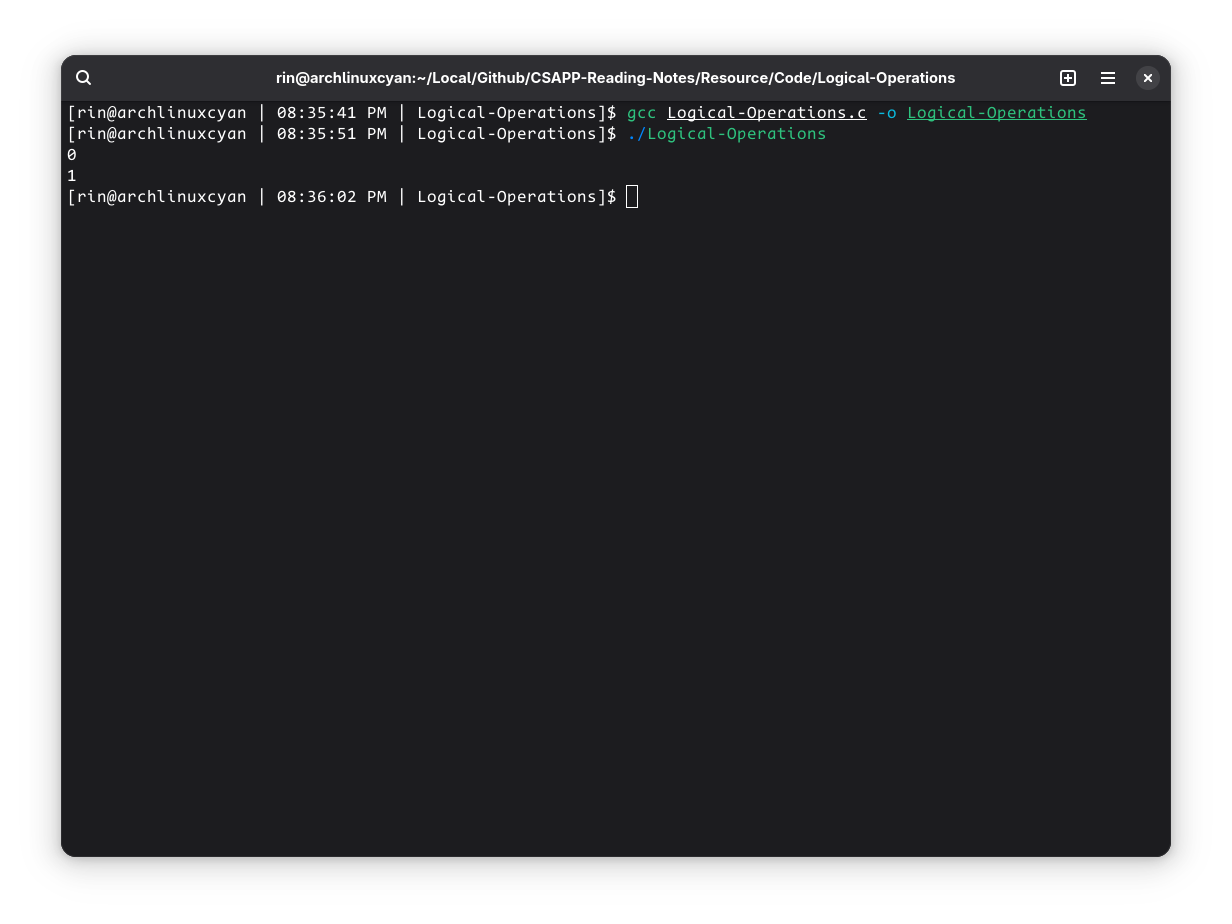 rin@archlinuxcyan:~/Local/Github/CSAPP-Reading-Notes/Resource/Code/Logical-Operations
[rin@archlinuxcyan | 08:35:41 PM | Logical-Operations]$ gcc Logical-Operations.c -o Logical-Operations
[rin@archlinuxcyan | 08:35:51 PM | Logical-Operations]$ ./Logical-Operations
0
1
[rin@archlinuxcyan | 08:36:02 PM | Logical-Operations]$